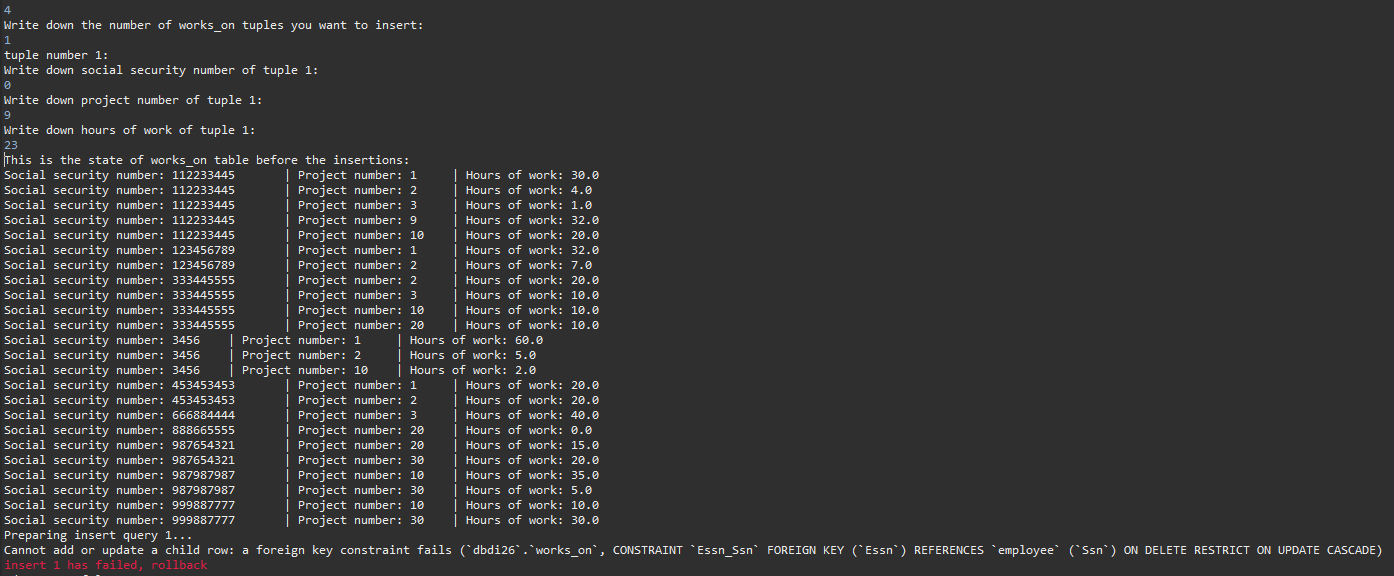 4
Write down the number of works_on tuples you want to insert:
1
tuple number 1:
Write down social security number of tuple 1:
0
Write down project number of tuple 1:
9
Write down hours of work of tuple 1:
23
This is the state of works_on table before the insertions:
Social security number: 112233445 | Project number: 1 | Hours of work: 30.0
Social security number: 112233445 | Project number: 2 | Hours of work: 4.0
Social security number: 112233445 | Project number: 3 | Hours of work: 1.0
Social security number: 112233445 | Project number: 9 | Hours of work: 32.0
Social security number: 112233445 | Project number: 10 | Hours of work: 20.0
Social security number: 123456789 | Project number: 1 | Hours of work: 32.0
Social security number: 123456789 | Project number: 2 | Hours of work: 7.0
Social security number: 333445555 | Project number: 2 | Hours of work: 20.0
Social security number: 333445555 | Project number: 3 | Hours of work: 10.0
Social security number: 333445555 | Project number: 10 | Hours of work: 10.0
Social security number: 333445555 | Project number: 20 | Hours of work: 10.0
Social security number: 3456 | Project number: 1 | Hours of work: 60.0
Social security number: 3456 | Project number: 2 | Hours of work: 5.0
Social security number: 3456 | Project number: 10 | Hours of work: 2.0
Social security number: 453453453 | Project number: 1 | Hours of work: 20.0
Social security number: 453453453 | Project number: 2 | Hours of work: 20.0
Social security number: 666884444 | Project number: 3 | Hours of work: 40.0
Social security number: 888665555 | Project number: 20 | Hours of work: 0.0
Social security number: 987654321 | Project number: 20 | Hours of work: 15.0
Social security number: 987654321 | Project number: 30 | Hours of work: 20.0
Social security number: 987987987 | Project number: 10 | Hours of work: 35.0
Social security number: 987987987 | Project number: 30 | Hours of work: 5.0
Social security number: 999887777 | Project number: 10 | Hours of work: 10.0
Social security number: 999887777 | Project number: 30 | Hours of work: 30.0
Preparing insert query 1...
Cannot add or update a child row: a foreign key constraint fails (`dbdi26`.`works_on`, CONSTRAINT `Essn_Ssn` FOREIGN KEY (`Essn`) REFERENCES `employee` (`Ssn`) ON DELETE RESTRICT ON UPDATE CASCADE)
insert 1 has failed, rollback